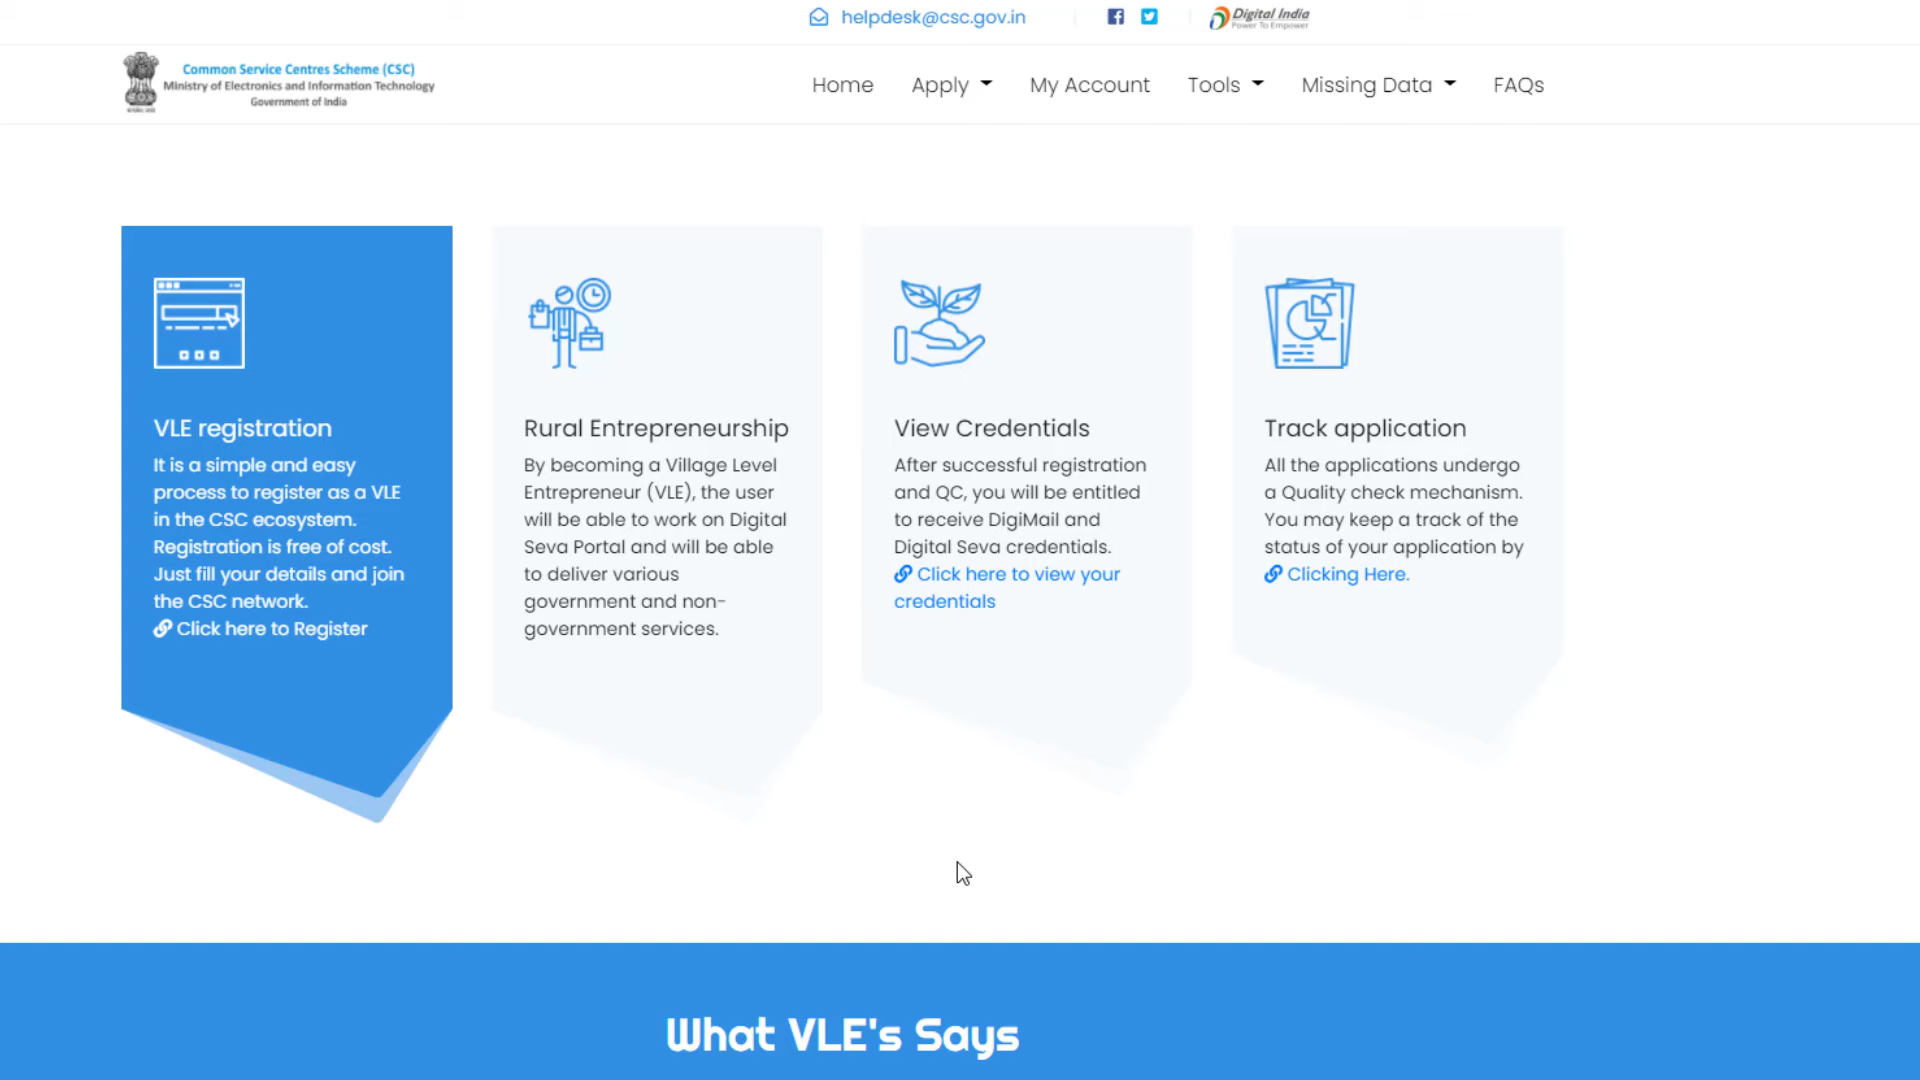 helpdesk@csc.gov.in
Digital India
Power To Empower
Common Service Centres Scheme (CSC)
Ministry of Electronics and Information Technology
Government of India
Home Apply My Account Tools Missing Data FAQs
VLE registration
It is a simple and easy
process to register as a VLE
in the CSC ecosystem.
Registration is free of cost.
Just fill your details and join
the CSC network.
Click here to Register
Rural Entrepreneurship
By becoming a Village Level
Entrepreneur (VLE), the user
will be able to work on Digital
Seva Portal and will be able
to deliver various
government and non-
government services.
View Credentials
After successful registration
and QC, you will be entitled
to receive DigiMail and
Digital Seva credentials.
Click here to view your
credentials
Track application
All the applications undergo
a Quality check mechanism.
You may keep a track of the
status of your application by
Clicking Here.
What VLE's Says